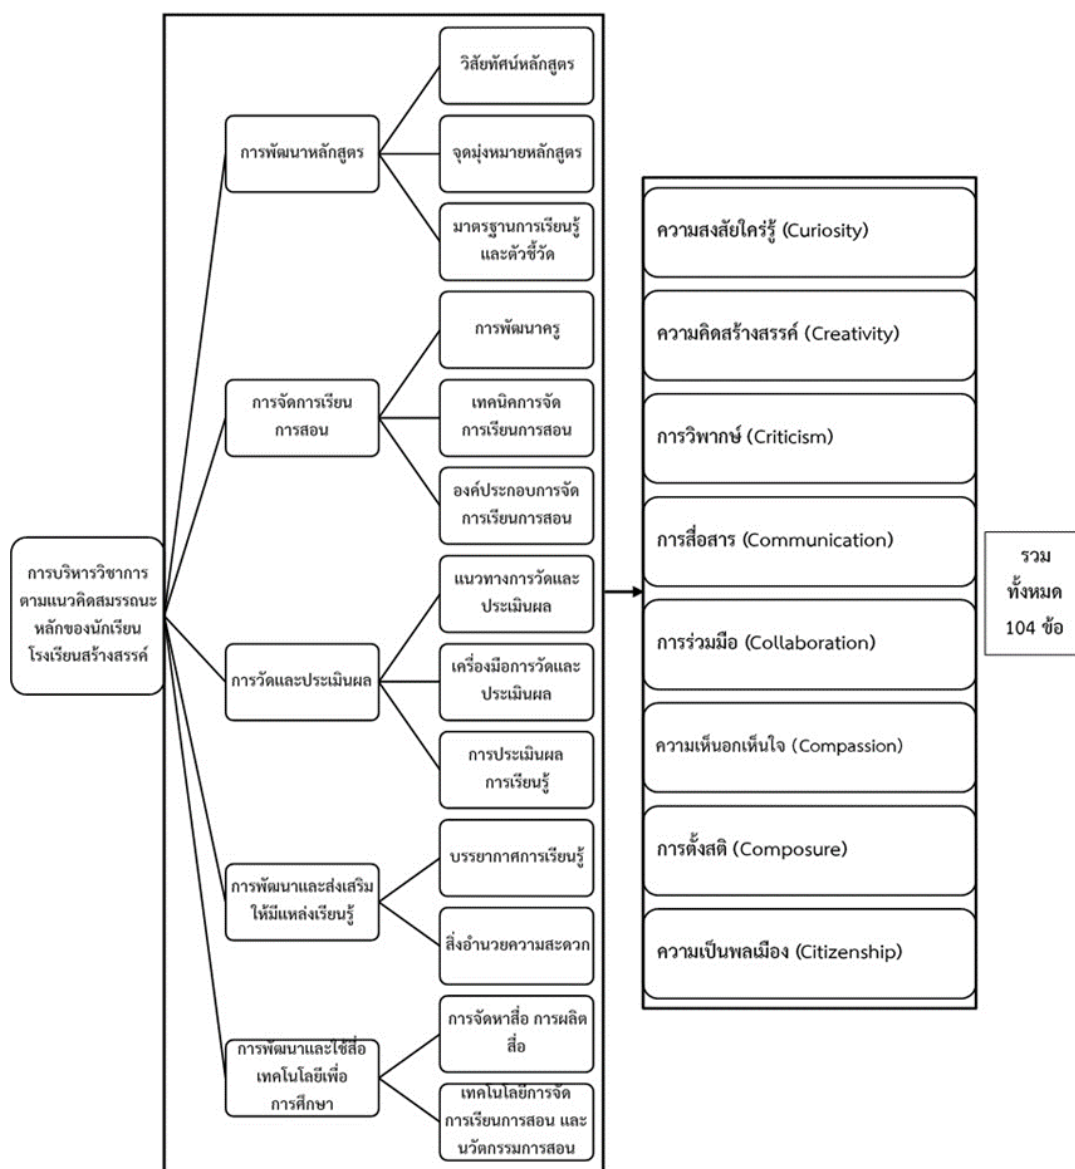 การบริหารวิชาการ
ตามแนวคิดสมรรถนะ
หลักของนักเรียน
โรงเรียนสร้างสรรค์
การพัฒนาหลักสูตร
วิสัยทัศน์หลักสูตร
จุดมุ่งหมายหลักสูตร
มาตรฐานการเรียนรู้
และตัวชี้วัด
การจัดการเรียน
การสอน
การพัฒนาครู
เทคนิคการจัด
การเรียนการสอน
องค์ประกอบการจัด
การเรียนการสอน
การวัดและประเมินผล
แนวทางการวัดและ
ประเมินผล
เครื่องมือการวัดและ
ประเมินผล
การประเมินผล
การเรียนรู้
การพัฒนาและส่งเสริม
ให้มีแหล่งเรียนรู้
บรรยากาศการเรียนรู้
สิ่งอำนวยความสะดวก
การพัฒนาและใช้สื่อ
เทคโนโลยีเพื่อ
การศึกษา
การจัดหาสื่อ การผลิต
สื่อ
เทคโนโลยีการจัด
การเรียนการสอน และ
นวัตกรรมการสอน
ความสงสัยใคร่รู้ (Curiosity)
ความคิดสร้างสรรค์ (Creativity)
การวิพากษ์ (Criticism)
การสื่อสาร (Communication)
การร่วมมือ (Collaboration)
ความเห็นอกเห็นใจ (Compassion)
การตั้งสติ (Composure)
ความเป็นพลเมือง (Citizenship)
รวม
ทั้งหมด
104 ข้อ